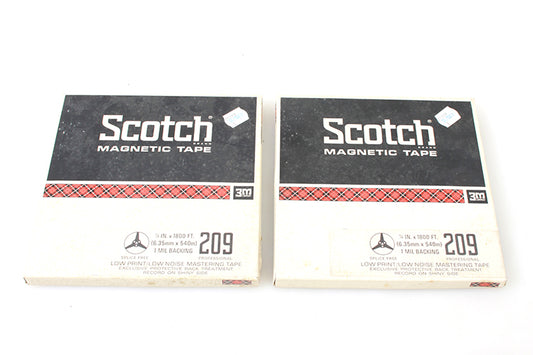 Scotch®
BRAND
MAGNETIC TAPE
3M
¼ IN. x 1800 FT.
(6.35mm x 540m)
1 MIL BACKING
209
SPLICE FREE
PROFESSIONAL
LOW PRINT/LOW NOISE MASTERING TAPE
EXCLUSIVE PROTECTIVE BACK TREATMENT
RECORD ON SHINY SIDE
Scotch®
BRAND
MAGNETIC TAPE
3M
¼ IN. x 1800 FT.
(6.35mm x 540m)
1 MIL BACKING
209
SPLICE FREE
PROFESSIONAL
LOW PRINT/LOW NOISE MASTERING TAPE
EXCLUSIVE PROTECTIVE BACK TREATMENT
RECORD ON SHINY SIDE